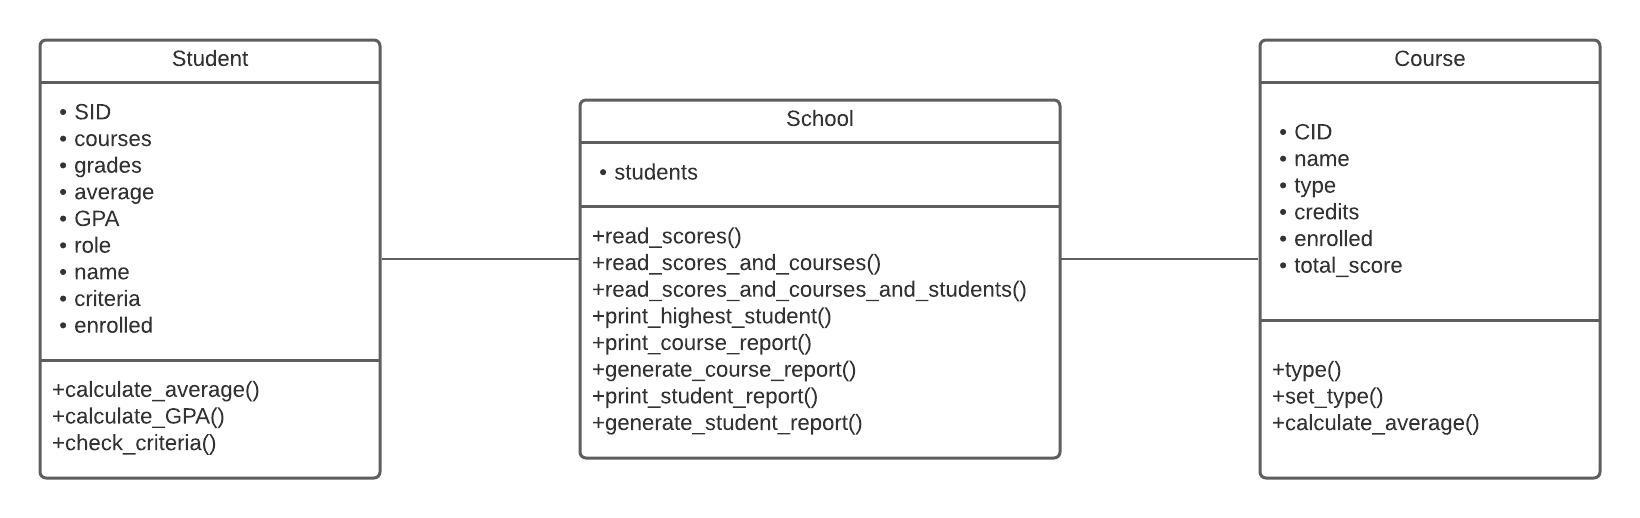 Student
• SID
• courses
• grades
• average
• GPA
• role
• name
• criteria
• enrolled
+calculate_average()
+calculate_GPA()
+check_criteria()
School
• students
+read_scores()
+read_scores_and_courses()
+read_scores_and_courses_and_students()
+print_highest_student()
+print_course_report()
+generate_course_report()
+print_student_report()
+generate_student_report()
Course
• CID
• name
• type
• credits
• enrolled
• total_score
+type()
+set_type()
+calculate_average()